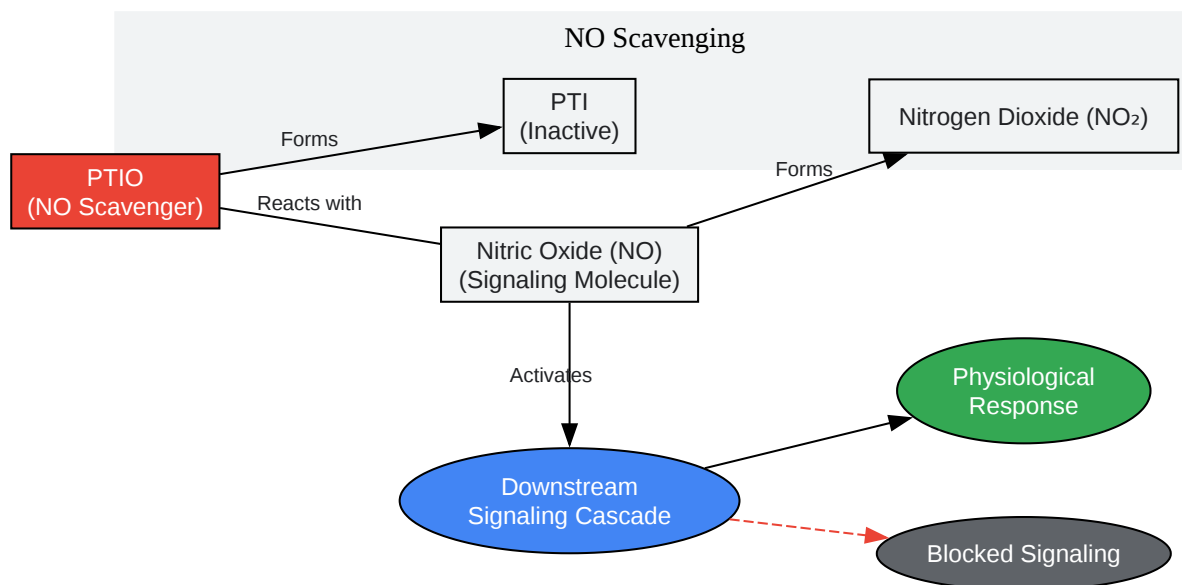 NO Scavenging
PTI
(Inactive)
Nitrogen Dioxide (NO₂)
Forms
Forms
PTIO
(NO Scavenger)
Reacts with
Nitric Oxide (NO)
(Signaling Molecule)
Activates
Physiological
Response
Downstream
Signaling Cascade
Blocked Signaling